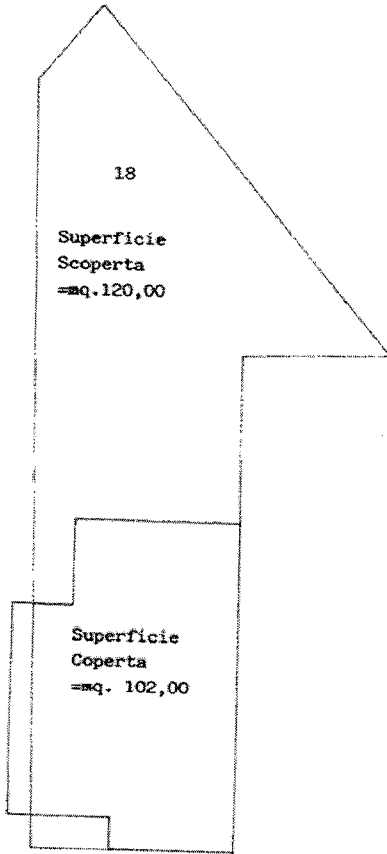 18
Superficie
Scoperta
=mq.120,00
Superficie
Coperta
=mq. 102,00